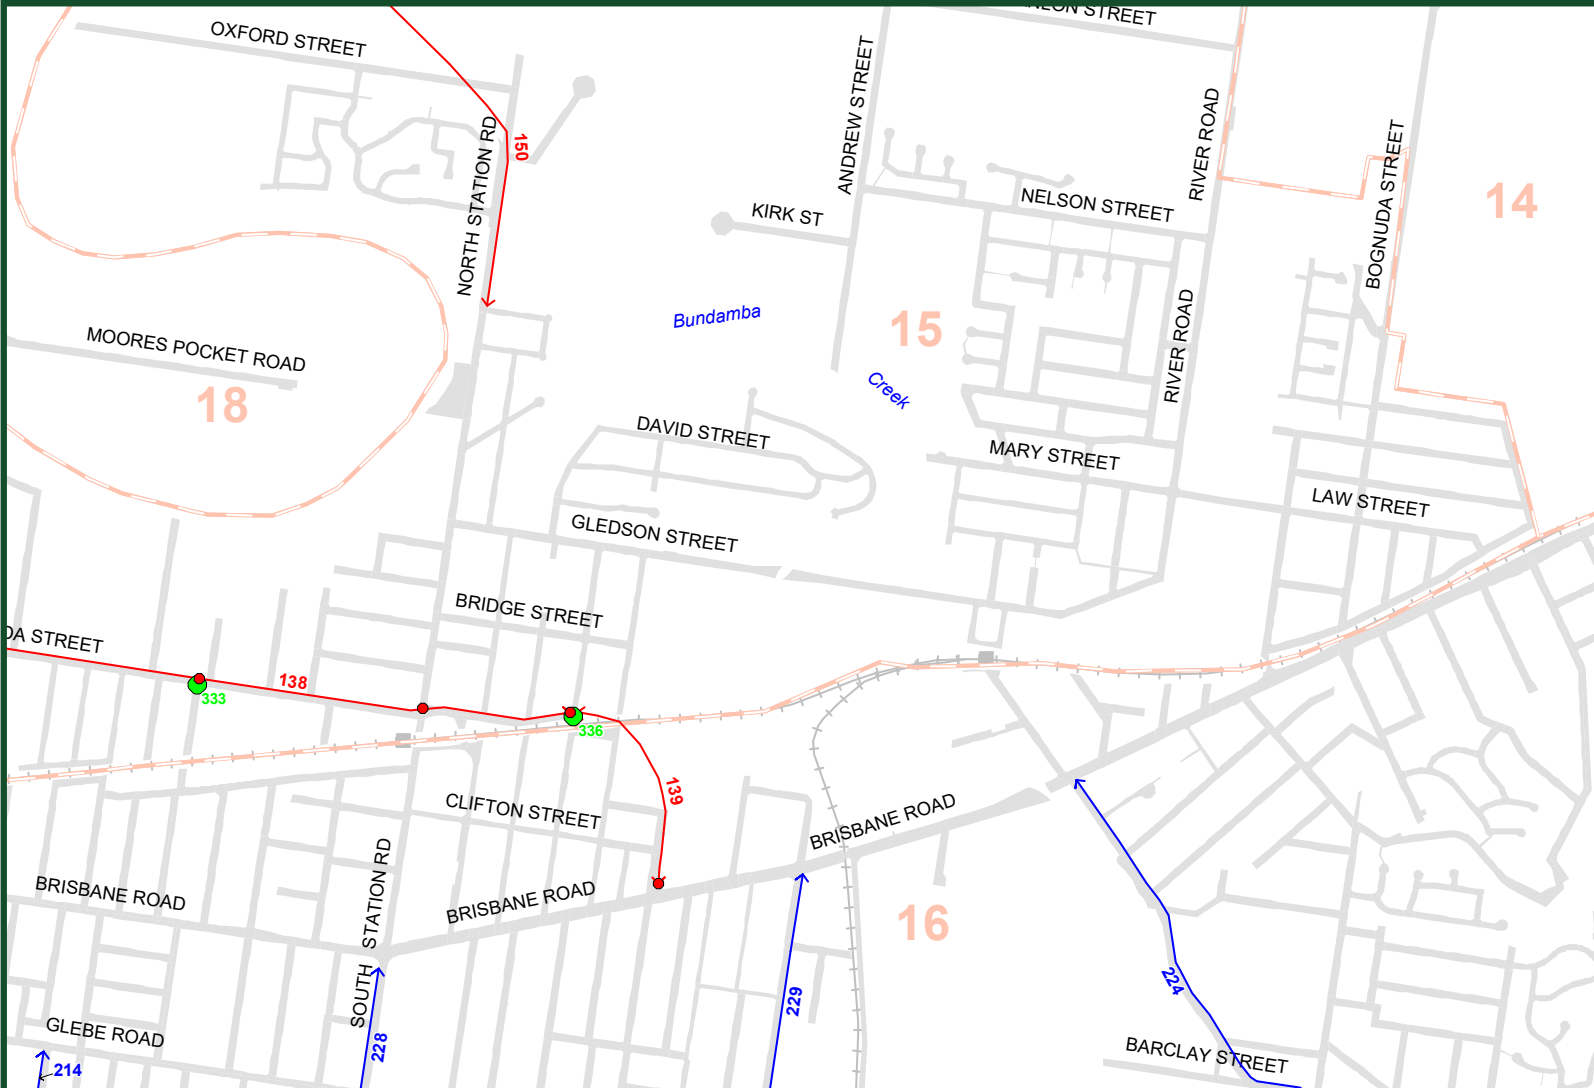 STREET
OXFORD STREET
ANDREW STREET
RIVER ROAD
150
NORTH STATION RD
BOGNUDA STREET
14
NELSON STREET
KIRK ST
Bundamba
15
MOORES POCKET ROAD
RIVER ROAD
18
Creek
DAVID STREET
MARY STREET
LAW STREET
GLEDSON STREET
BRIDGE STREET
DA STREET
138
333
336
139
CLIFTON STREET
BRISBANE ROAD
BRISBANE ROAD
BRISBANE ROAD
SOUTH STATION RD
16
224
229
228
GLEBE ROAD
BARCLAY STREET
214